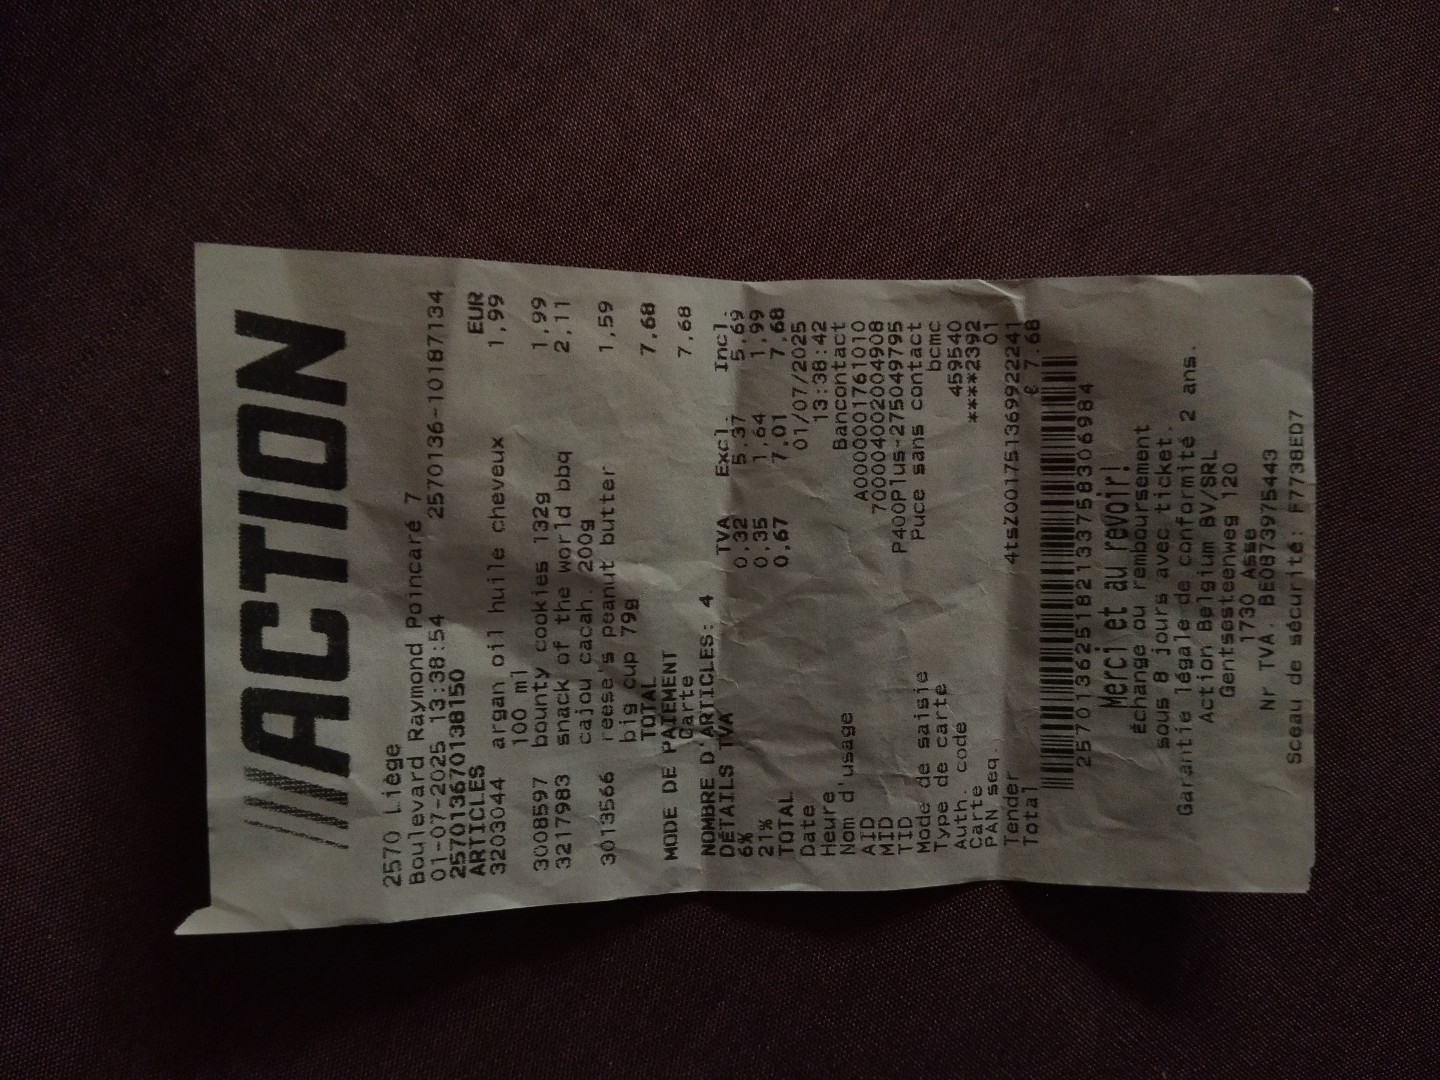 ///ACTION
2570 Liège
Boulevard Raymond Poincaré 7
01-07-2025 13:38:54 2570136-10187134
257013670138150
ARTICLES EUR
3203044 argan oil huile cheveux 1,99
100 ml
3008597 bounty cookies 132g 1,99
3217983 snack of the world bbq 2,11
cajou cacah. 200g
3013566 reese's peanut butter 1,59
big cup 79g
TOTAL 7,68
MODE DE PAIEMENT
Carte 7,68
NOMBRE D'ARTICLES: 4
DÉTAILS TVA TVA Excl. Incl.
6% 0,32 5,37 5,69
21% 0,35 1,64 1,99
TOTAL 0,67 7,01 7,68
Date 01/07/2025
Heure 13:38:42
Nom d'usage Bancontact
AID A0000001761010
MID 700004002004908
TID P400Plus-275049795
Mode de saisie Puce sans contact
Type de carte bcmc
Auth. code 459540
Carte ****2392
PAN seq. 01
Tender 4tsZ001751369922241
Total € 7.68
2570136251821337583069​84
Merci et au revoir!
Échange ou remboursement
sous 8 jours avec ticket.
Garantie légale de conformité 2 ans.
Action Belgium BV/SRL
Gentsesteenweg 120
1730 Asse
Nr TVA. BE0873975443
Sceau de sécurité: F7738ED7